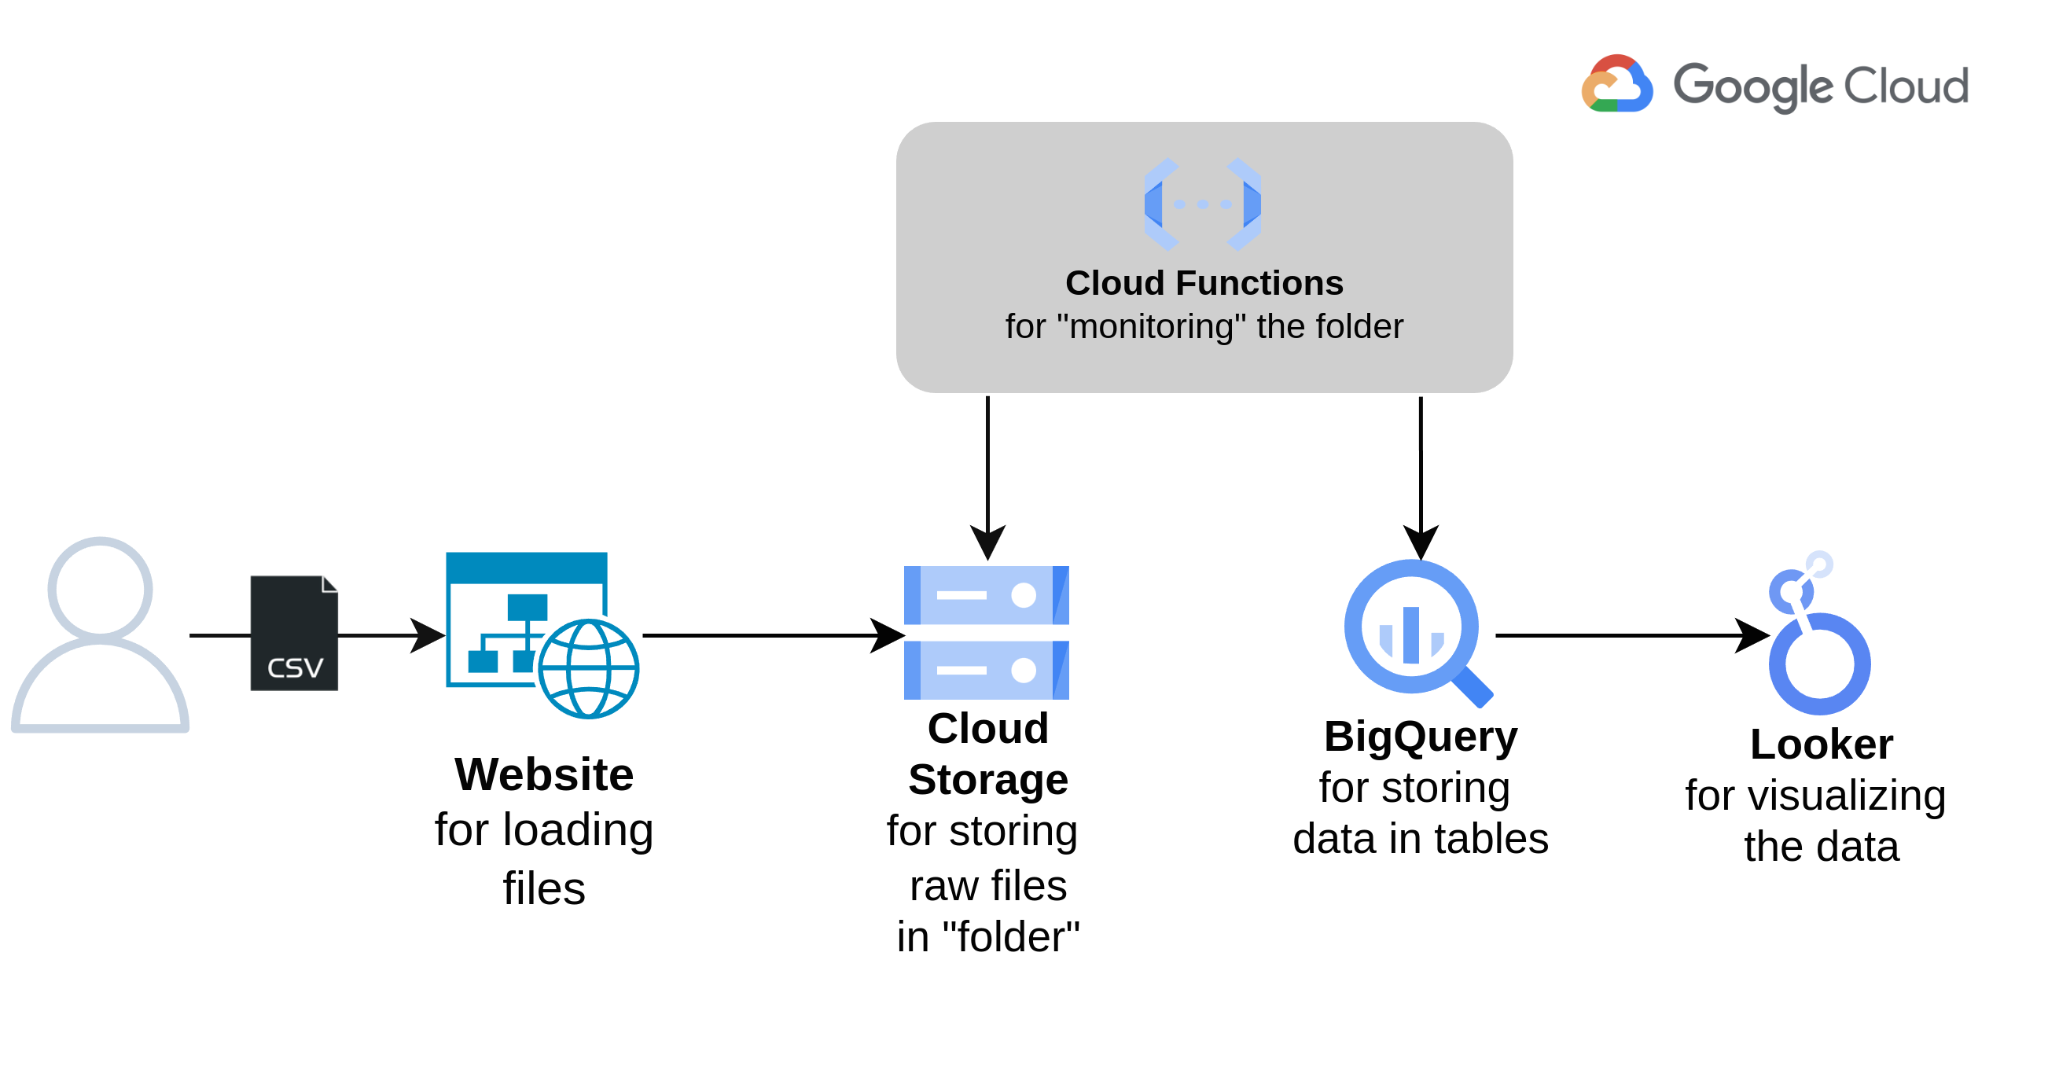 Google Cloud
Cloud Functions
for "monitoring" the folder
CSV
Website
for loading
files
Cloud
Storage
for storing
raw files
in "folder"
BigQuery
for storing
data in tables
Looker
for visualizing
the data